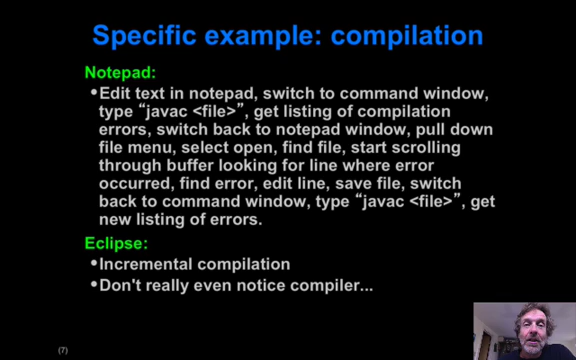 Specific example: compilation
Notepad:
•Edit text in notepad, switch to command window,
type “javac <file>”, get listing of compilation
errors, switch back to notepad window, pull down
file menu, select open, find file, start scrolling
through buffer looking for line where error
occurred, find error, edit line, save file, switch
back to command window, type “javac <file>”, get
new listing of errors.
Eclipse:
•Incremental compilation
•Don't really even notice compiler...
(7)